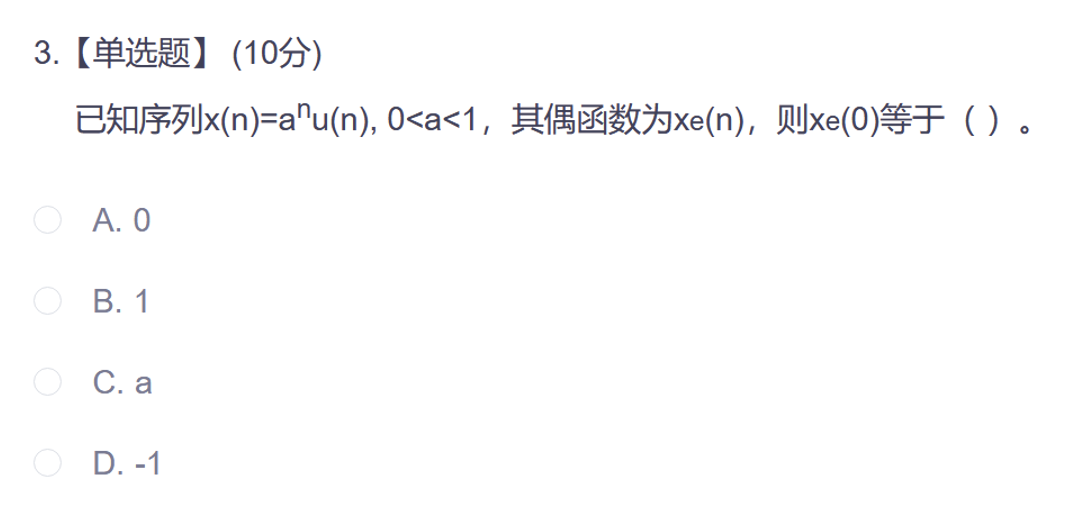 3.【单选题】 (10分)
已知序列x(n)=aⁿu(n), 0<a<1，其偶函数为xe(n)，则xe(0)等于（ ）。
A. 0
B. 1
C. a
D. -1